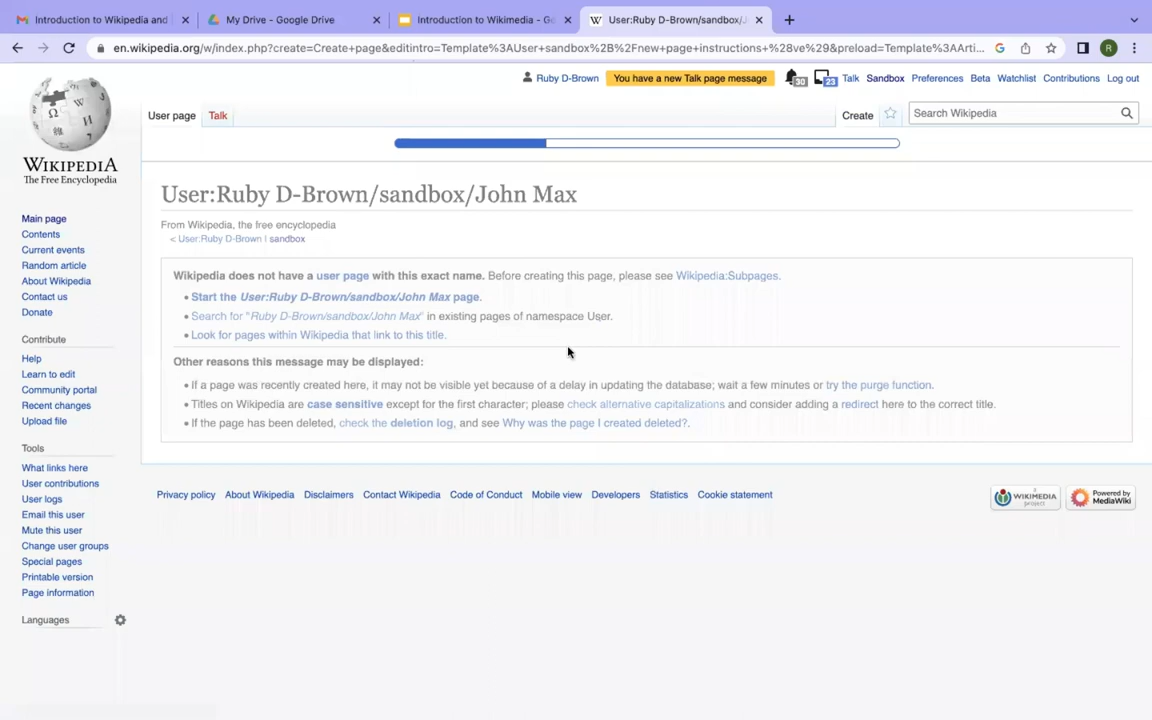 Introduction to Wikipedia and
My Drive - Google Drive
Introduction to Wikimedia - Go
User:Ruby D-Brown/sandbox/J
en.wikipedia.org/w/index.php?create=Create+page&editintro=Template%3AUser+sandbox%2B%2Fnew+page+instructions+%28ve%29&preload=Template%3AArti...
R
Ruby D-Brown
You have a new Talk page message
30
23
Talk
Sandbox
Preferences
Beta
Watchlist
Contributions
Log out
User page
Talk
Create
Search Wikipedia
WIKIPEDIA
The Free Encyclopedia
Main page
Contents
Current events
Random article
About Wikipedia
Contact us
Donate
Contribute
Help
Learn to edit
Community portal
Recent changes
Upload file
Tools
What links here
User contributions
User logs
Email this user
Mute this user
Change user groups
Special pages
Printable version
Page information
Languages
User:Ruby D-Brown/sandbox/John Max
From Wikipedia, the free encyclopedia
< User:Ruby D-Brown | sandbox
Wikipedia does not have a user page with this exact name. Before creating this page, please see Wikipedia:Subpages.
• Start the User:Ruby D-Brown/sandbox/John Max page.
• Search for "Ruby D-Brown/sandbox/John Max" in existing pages of namespace User.
• Look for pages within Wikipedia that link to this title.
Other reasons this message may be displayed:
• If a page was recently created here, it may not be visible yet because of a delay in updating the database; wait a few minutes or try the purge function.
• Titles on Wikipedia are case sensitive except for the first character; please check alternative capitalizations and consider adding a redirect here to the correct title.
• If the page has been deleted, check the deletion log, and see Why was the page I created deleted?.
Privacy policy
About Wikipedia
Disclaimers
Contact Wikipedia
Code of Conduct
Mobile view
Developers
Statistics
Cookie statement
WIKIMEDIA
project
Powered by
MediaWiki